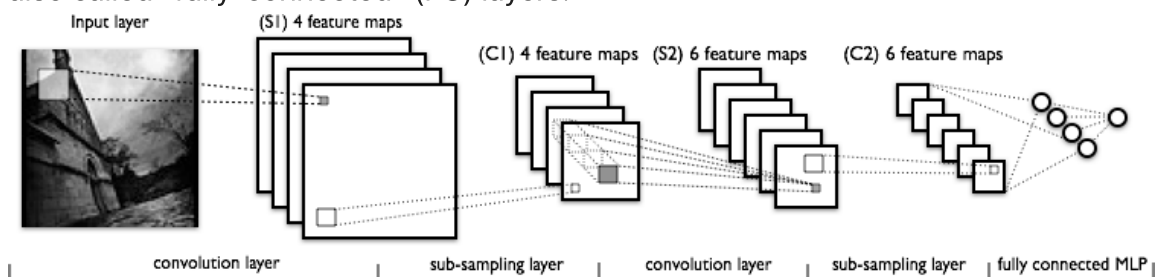 also called "fully-connected" (FC) layers.
Input layer
(S1) 4 feature maps
(C1) 4 feature maps
(S2) 6 feature maps
(C2) 6 feature maps
convolution layer
sub-sampling layer
convolution layer
sub-sampling layer
fully connected MLP